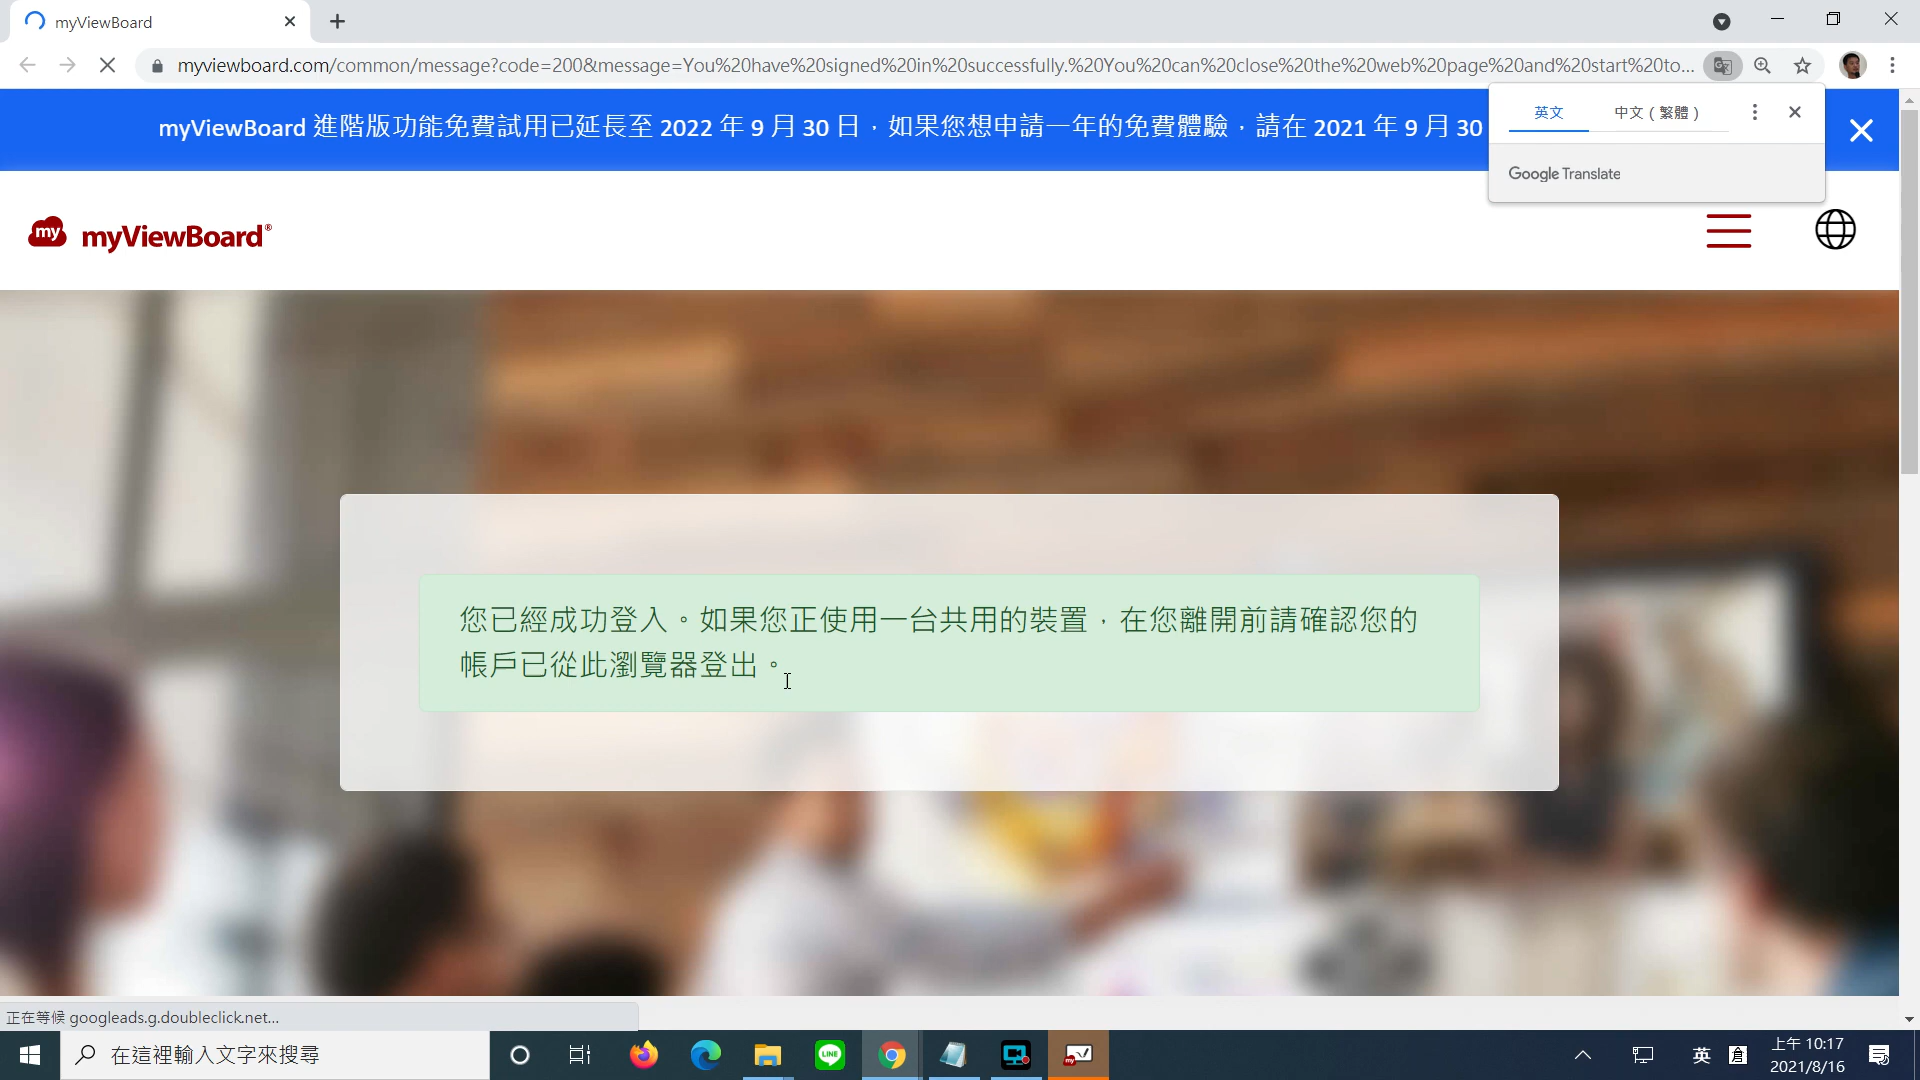 myViewBoard
myviewboard.com/common/message?code=200&message=You%20have%20signed%20in%20successfully.%20You%20can%20close%20the%20web%20page%20and%20start%20to...
英文
中文（繁體）
Google Translate
myViewBoard 進階版功能免費試用已延長至 2022 年 9 月 30 日，如果您想申請一年的免費體驗，請在 2021 年 9 月 30
my myViewBoard®
您已經成功登入。如果您正使用一台共用的裝置，在您離開前請確認您的
帳戶已從此瀏覽器登出。
正在等候 googleads.g.doubleclick.net...
在這裡輸入文字來搜尋
LINE
英
倉
上午 10:17
2021/8/16